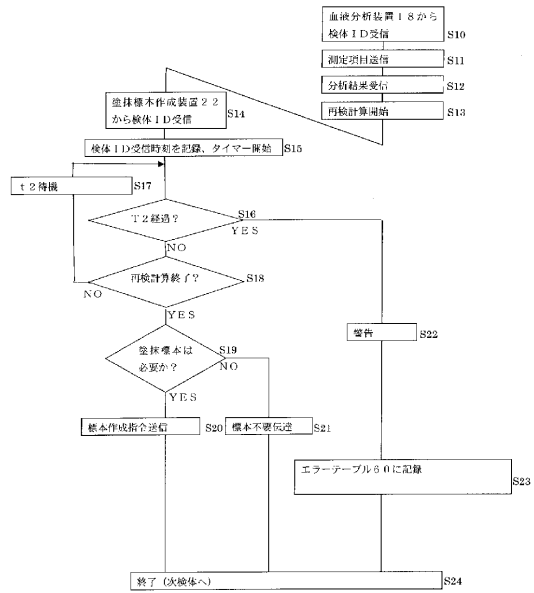 血液分析装置18から
検体ID受信
S10
測定項目送信
S11
分析結果受信
S12
再検計算開始
S13
塗抹標本作成装置22
から検体ID受信
S14
検体ID受信時刻を記録、タイマー開始
S15
t2待機
S17
T2経過?
S16
YES
NO
再検計算終了?
S18
NO
YES
警告
S22
塗抹標本は
必要か?
S19
NO
YES
標本作成指令送信
S20
標本不要伝達
S21
エラーテーブル60に記録
S23
終了(次検体へ)
S24